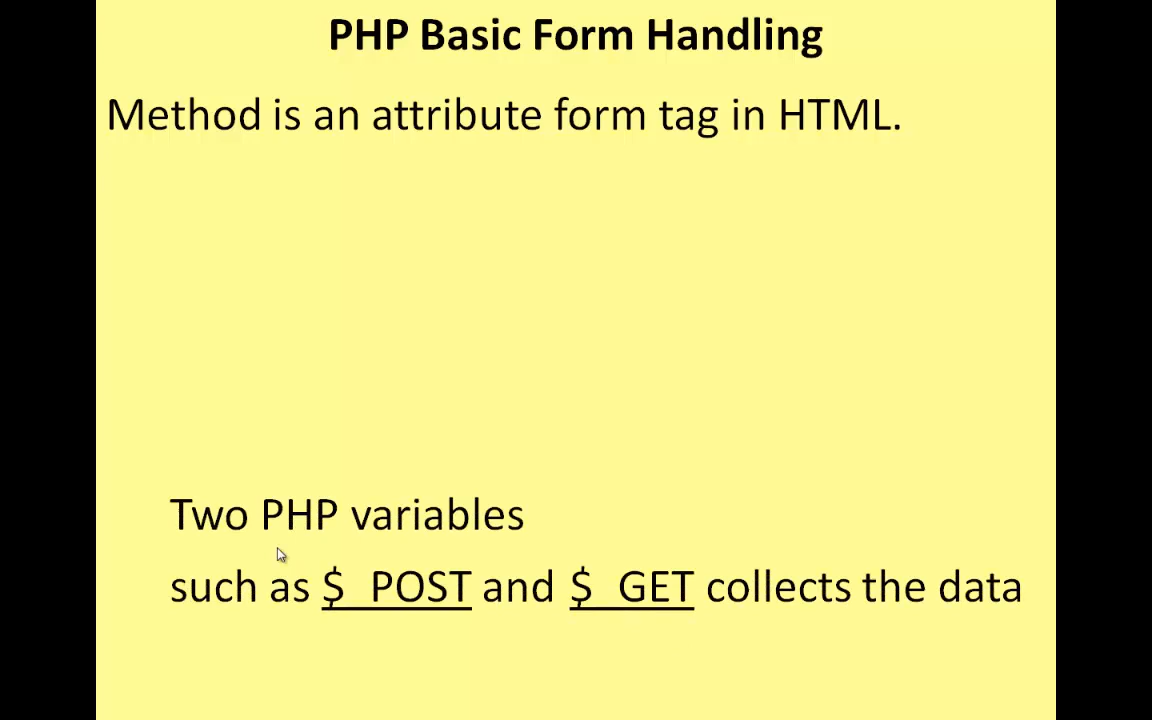 PHP Basic Form Handling
Method is an attribute form tag in HTML.
Two PHP variables
such as $_POST and $_GET collects the data